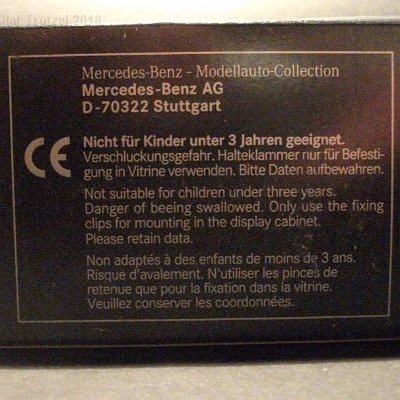 Olaf Trutzel 2018
Mercedes-Benz - Modellauto-Collection
Mercedes-Benz AG
D-70322 Stuttgart
CE
Nicht für Kinder unter 3 Jahren geeignet.
Verschluckungsgefahr. Halteklammer nur für Befesti-
gung in Vitrine verwenden. Bitte Daten aufbewahren.
Not suitable for children under three years.
Danger of beeing swallowed. Only use the fixing
clips for mounting in the display cabinet.
Please retain data.
Non adaptés à des enfants de moins de 3 ans.
Risque d'avalement. N'utiliser les pinces de
retenue que pour la fixation dans la vitrine.
Veuillez conserver les coordonnées.